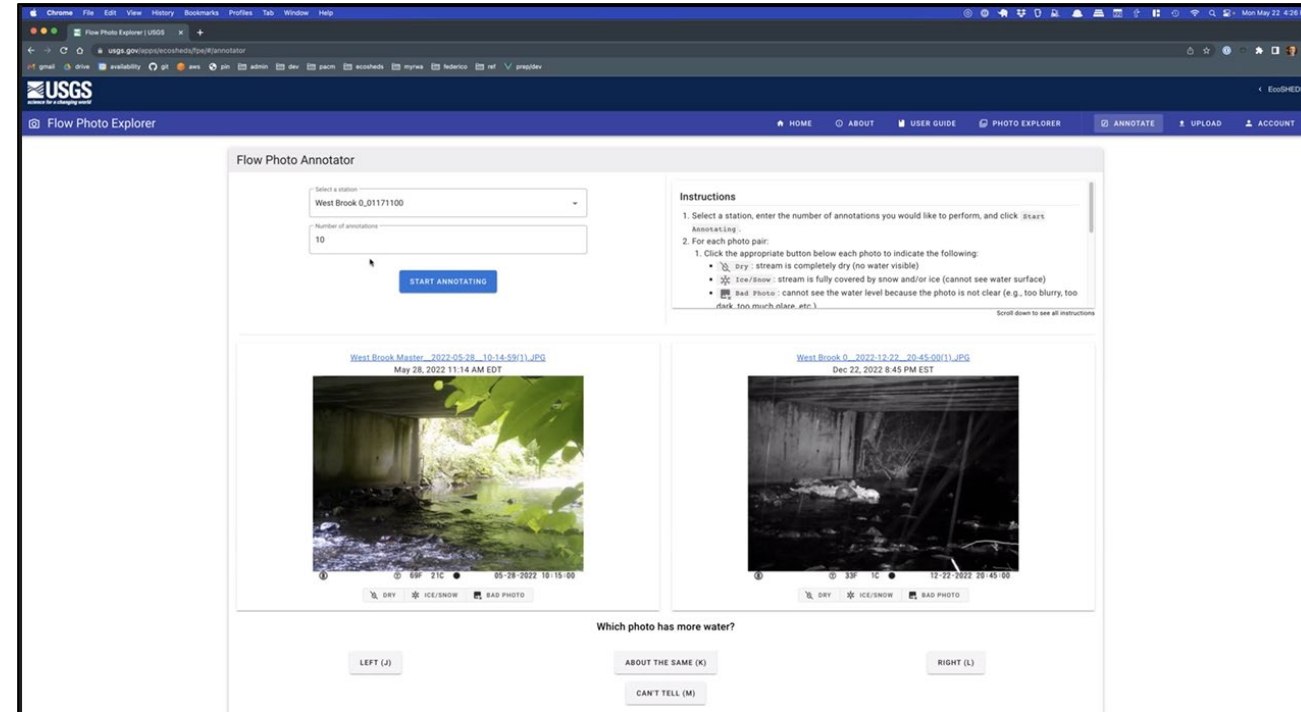 Chrome File Edit View History Bookmarks Profiles Tab Window Help
Mon May 22 4:26
Flow Photo Explorer | USGS
usgs.gov/apps/ecosheds/fpe/#/annotator
gmail drive availability git aws pin admin dev pacm ecosheds myrwa federico ref prep/dev
USGS
science for a changing world
EcoSHEDS
Flow Photo Explorer
HOME ABOUT USER GUIDE PHOTO EXPLORER ANNOTATE UPLOAD ACCOUNT
Flow Photo Annotator
Select a station
West Brook 0_01171100
Number of annotations
10
START ANNOTATING
Instructions
1. Select a station, enter the number of annotations you would like to perform, and click Start
Annotating.
2. For each photo pair:
1. Click the appropriate button below each photo to indicate the following:
Dry: stream is completely dry (no water visible)
Ice/Snow: stream is fully covered by snow and/or ice (cannot see water surface)
Bad Photo: cannot see the water level because the photo is not clear (e.g., too blurry, too
dark, too much glare, etc.)
Scroll down to see all instructions
West Brook Master__2022-05-28__10-14-59(1).JPG
May 28, 2022 11:14 AM EDT
69F 21C 05-28-2022 10:15:00
DRY ICE/SNOW BAD PHOTO
West Brook 0__2022-12-22__20-45-00(1).JPG
Dec 22, 2022 8:45 PM EST
33F 1C 12-22-2022 20:45:00
DRY ICE/SNOW BAD PHOTO
Which photo has more water?
LEFT (J) ABOUT THE SAME (K) RIGHT (L)
CAN'T TELL (M)